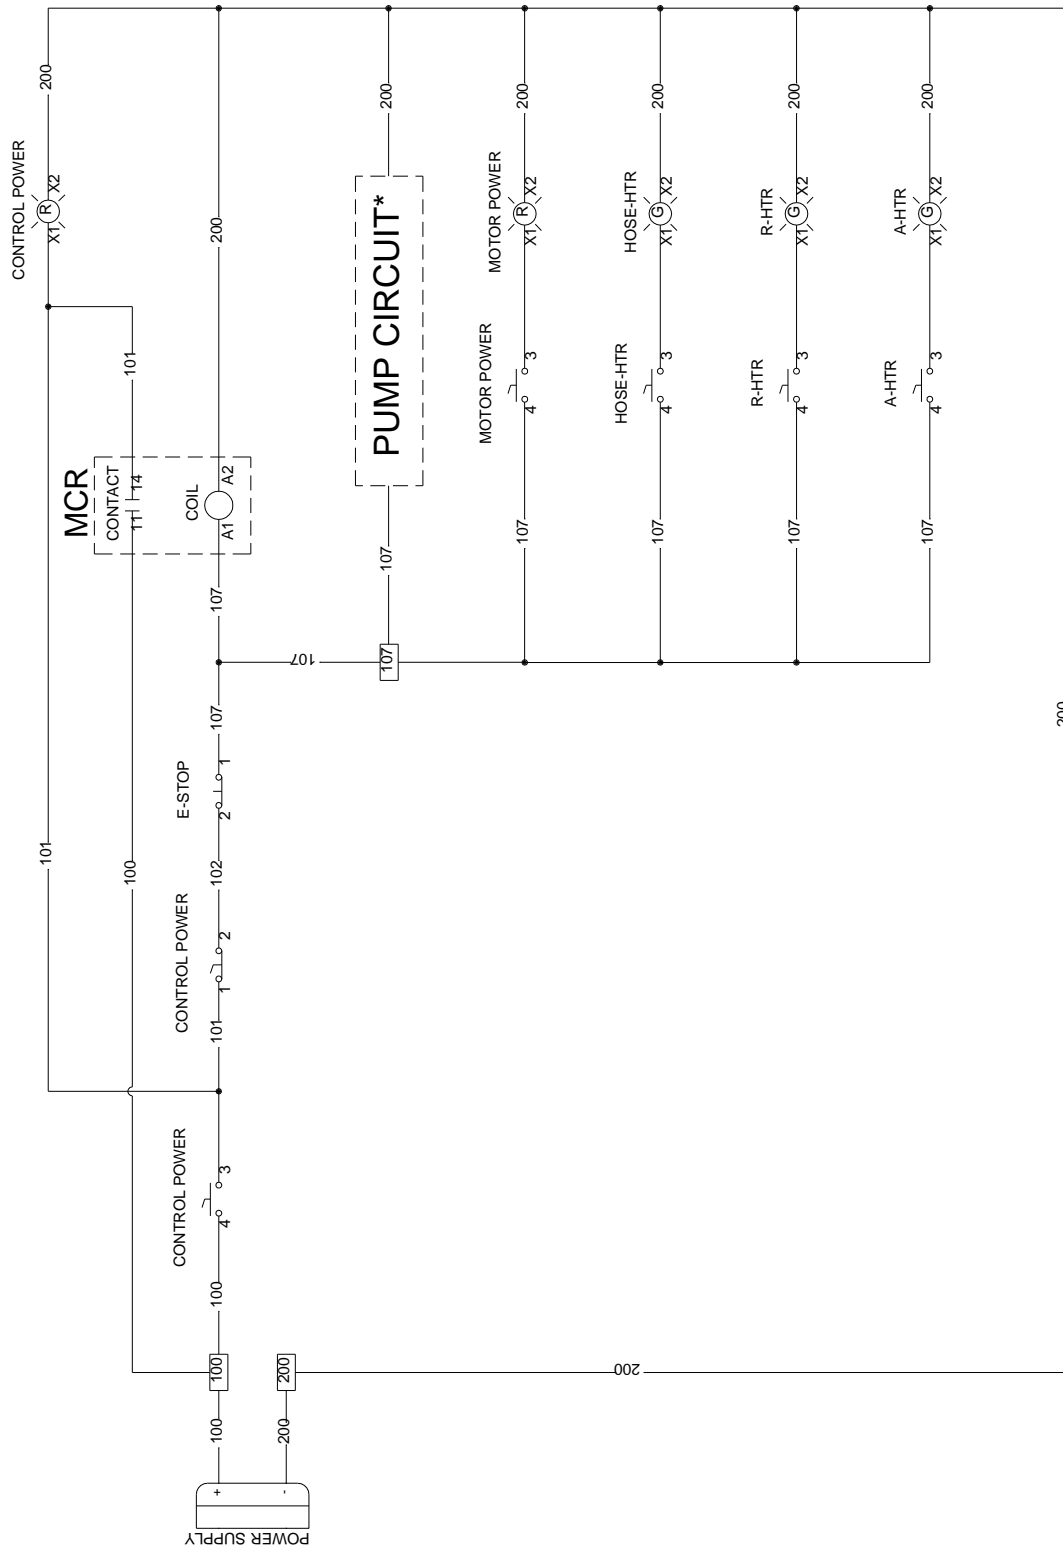 CONTROL POWER
200
R
X1 X2
101
101
MCR
CONTACT
11 14
100
COIL
A1 A2
200
107
107
E-STOP
2 1
102
CONTROL POWER
1 2
101
CONTROL POWER
4 3
100
100
100
POWER SUPPLY
+
-
200
200
200
107
107
107
PUMP CIRCUIT*
200
107
MOTOR POWER
4 3
MOTOR POWER
R
X1 X2
200
107
HOSE-HTR
4 3
HOSE-HTR
G
X1 X2
200
107
R-HTR
4 3
R-HTR
G
X1 X2
200
107
A-HTR
4 3
A-HTR
G
X1 X2
200
200